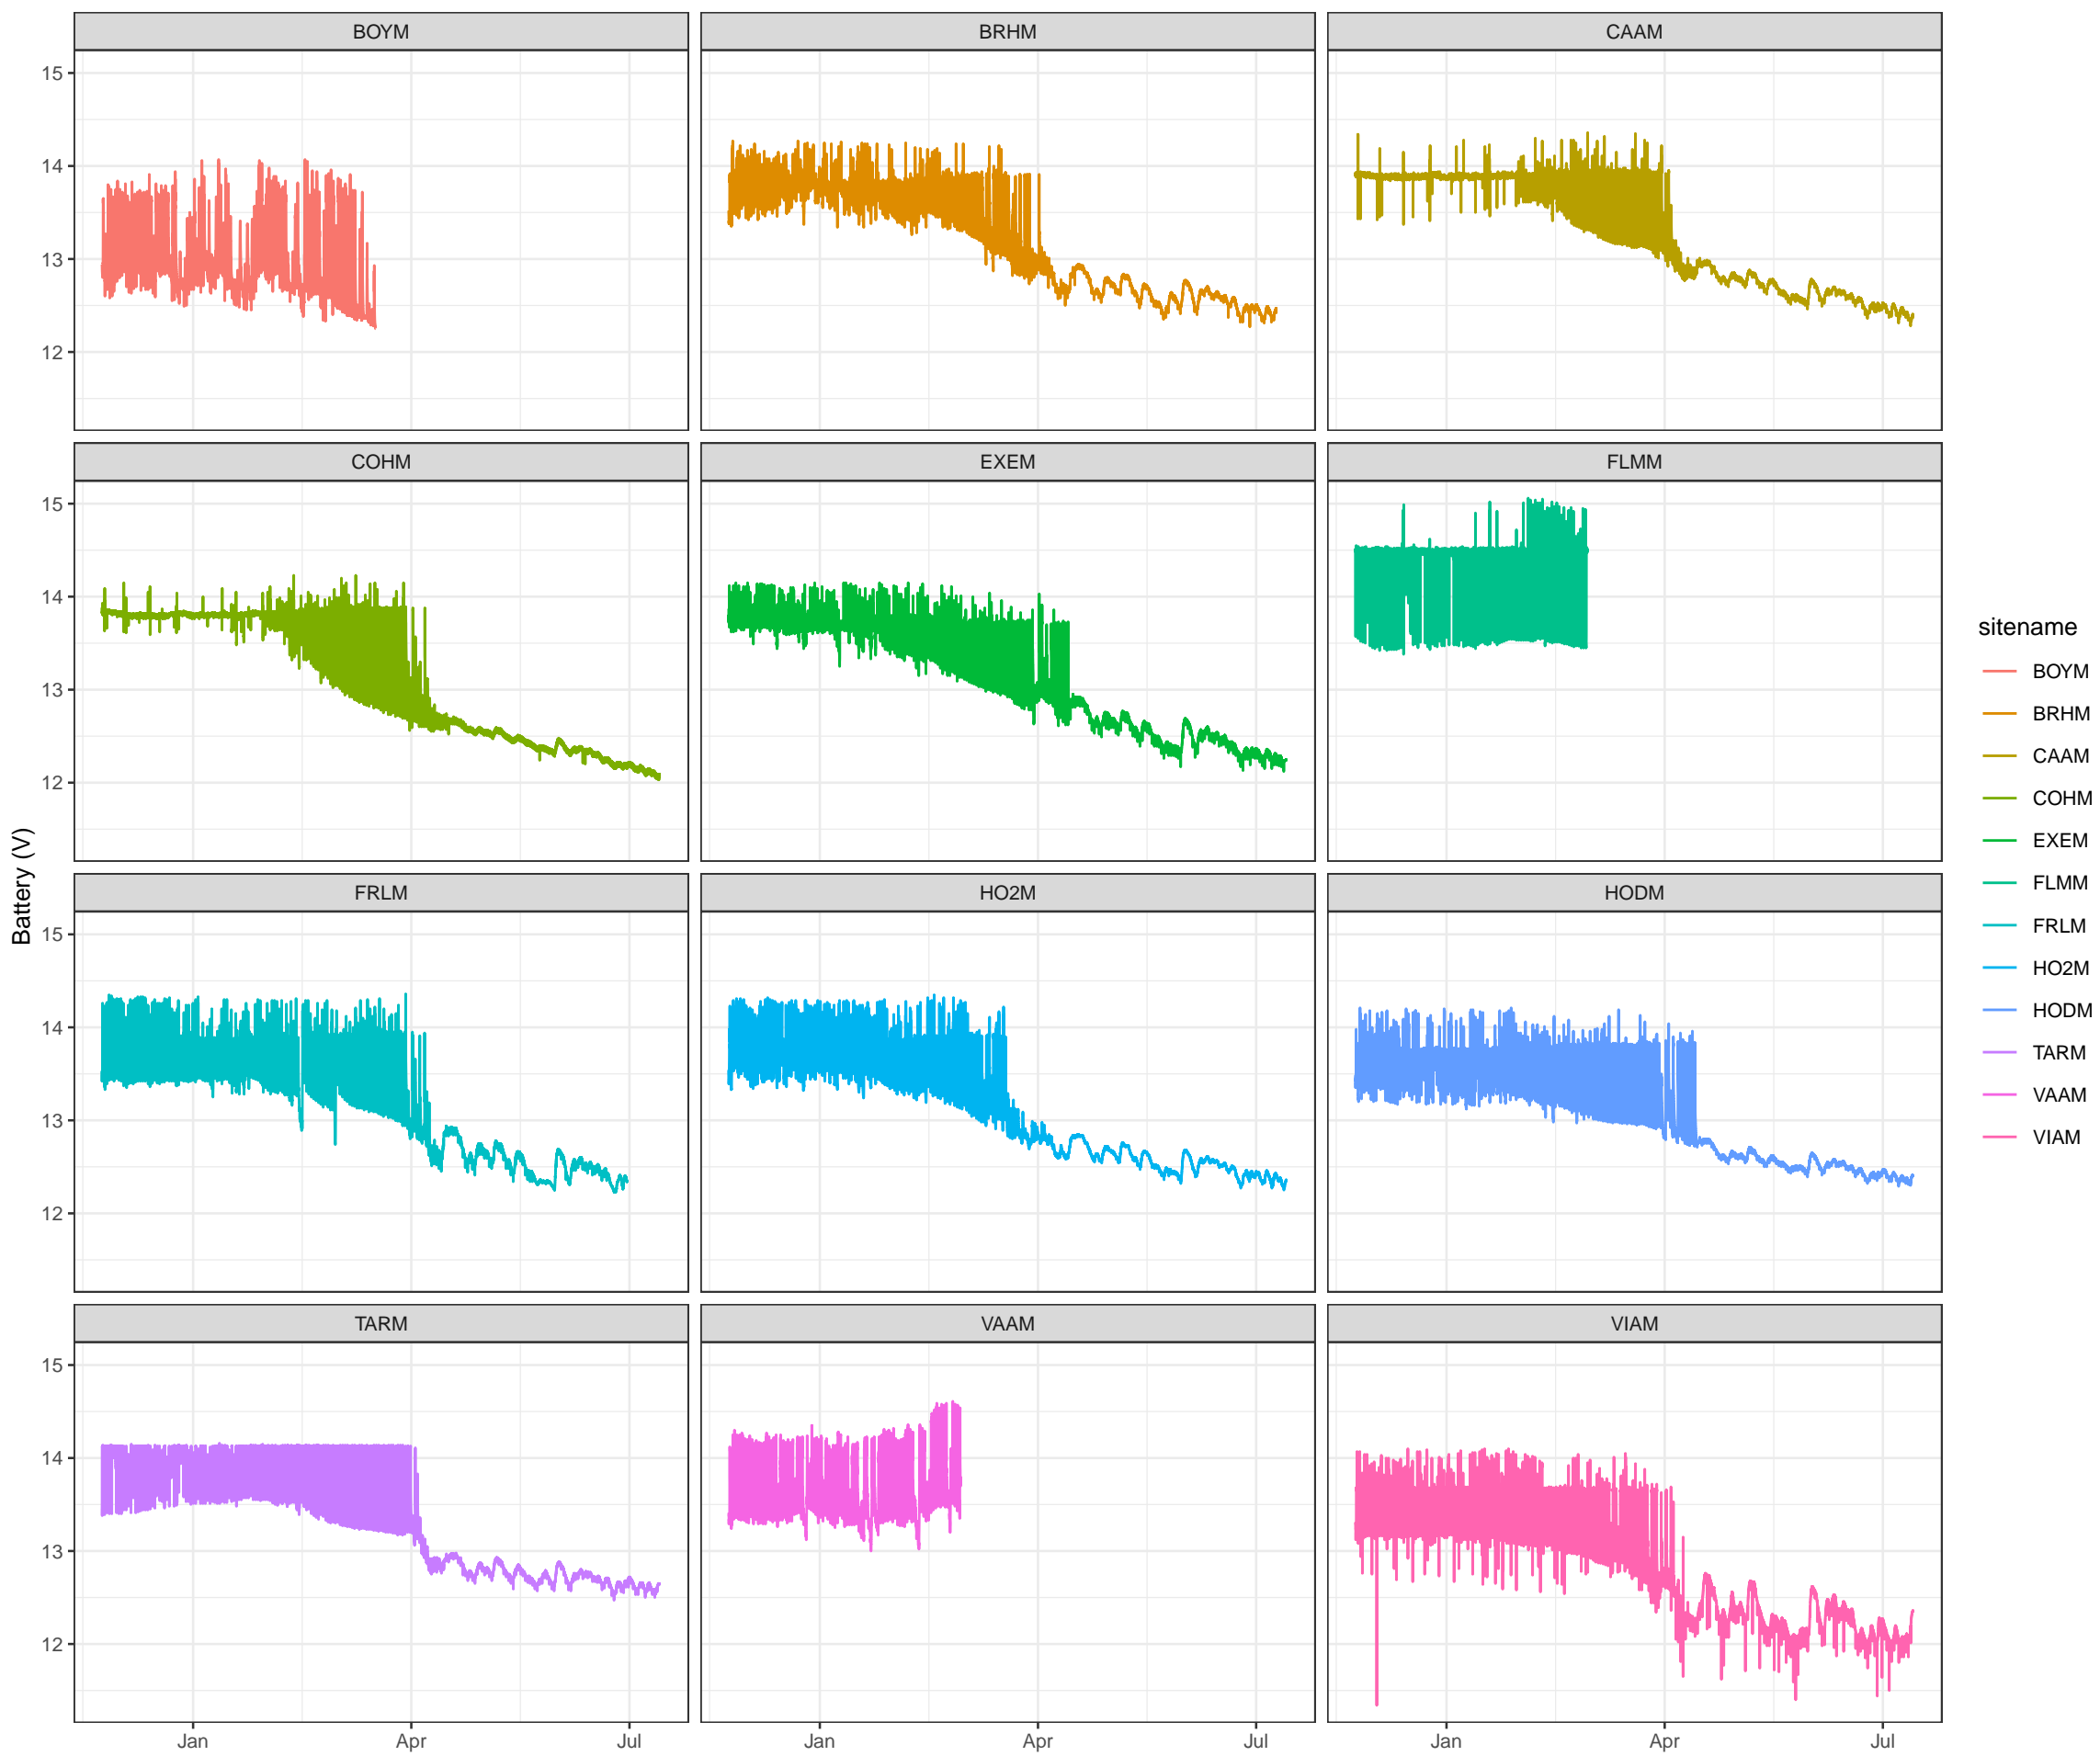 BOYM
BRHM
CAAM
15
14
13
12
COHM
EXEM
FLMM
15
14
13
12
Battery (V)
FRLM
HO2M
HODM
15
14
13
12
TARM
VAAM
VIAM
15
14
13
12
Jan
Apr
Jul
Jan
Apr
Jul
Jan
Apr
Jul
sitename
BOYM
BRHM
CAAM
COHM
EXEM
FLMM
FRLM
HO2M
HODM
TARM
VAAM
VIAM